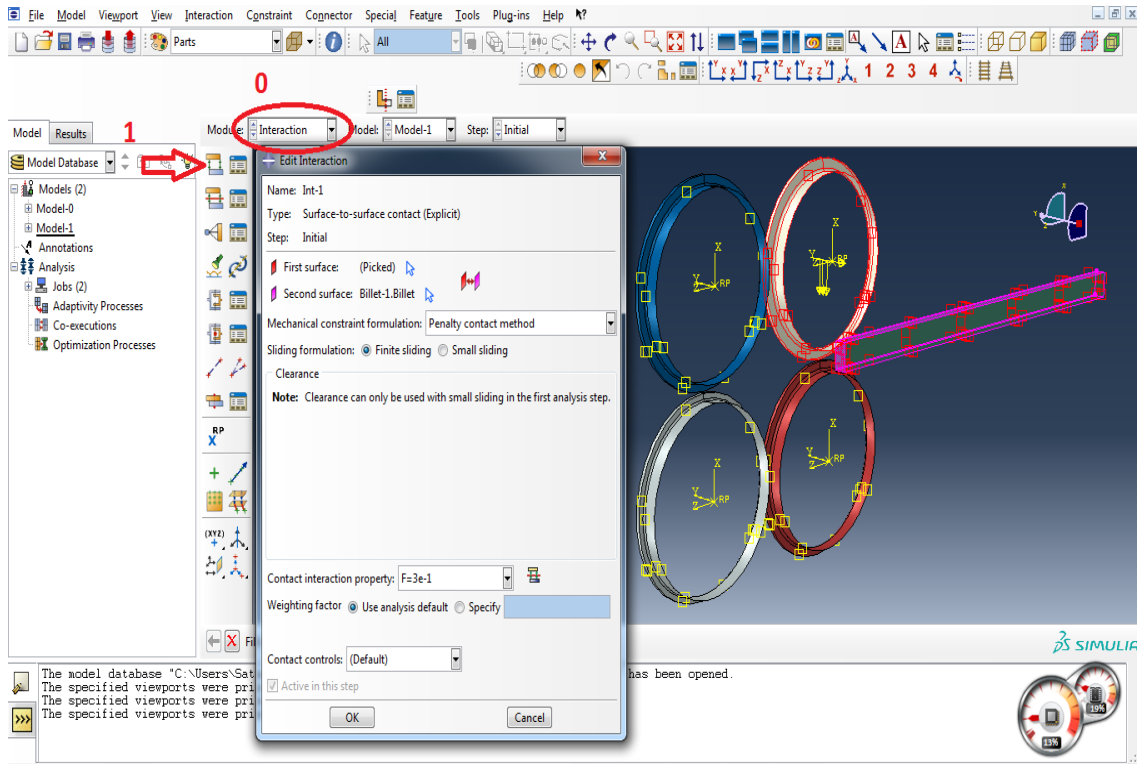 File Model Viewport View Interaction Constraint Connector Special Feature Tools Plug-ins Help
Parts All A 1 2 3 4
0
Module: Interaction Model: Model-1 Step: Initial
Model Results
1
Model Database
Models (2)
Model-0
Model-1
Annotations
Analysis
Jobs (2)
Adaptivity Processes
Co-executions
Optimization Processes
RP
(XYZ)
Edit Interaction
Name: Int-1
Type: Surface-to-surface contact (Explicit)
Step: Initial
First surface: (Picked)
Second surface: Billet-1.Billet
Mechanical constraint formulation: Penalty contact method
Sliding formulation: Finite sliding Small sliding
Clearance
Note: Clearance can only be used with small sliding in the first analysis step.
Contact interaction property: F=3e-1
Weighting factor Use analysis default Specify
Contact controls: (Default)
Active in this step
OK Cancel
X Y Z RP
X Y RP
X Y Z RP
X Y Z RP
SIMULIA
The model database "C:\Users\Sat has been opened.
The specified viewports were pri
The specified viewports were pri
The specified viewports were pri
19%
13%